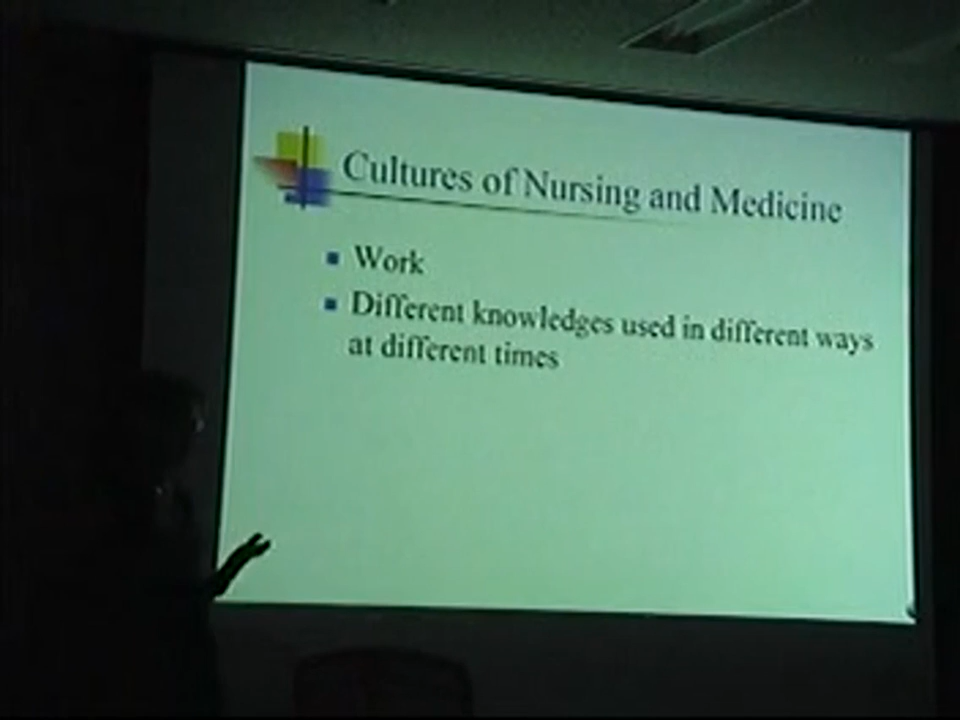 Cultures of Nursing and Medicine
Work
Different knowledges used in different ways
at different times